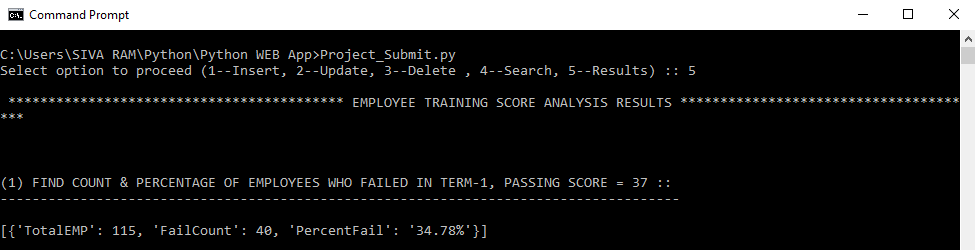 Command Prompt
C:\Users\SIVA RAM\Python\Python WEB App>Project_Submit.py
Select option to proceed (1--Insert, 2--Update, 3--Delete , 4--Search, 5--Results) :: 5
****************************************** EMPLOYEE TRAINING SCORE ANALYSIS RESULTS ***********************************
***
(1) FIND COUNT & PERCENTAGE OF EMPLOYEES WHO FAILED IN TERM-1, PASSING SCORE = 37 ::
-------------------------------------------------------------------------------------
[{'TotalEMP': 115, 'FailCount': 40, 'PercentFail': '34.78%'}]